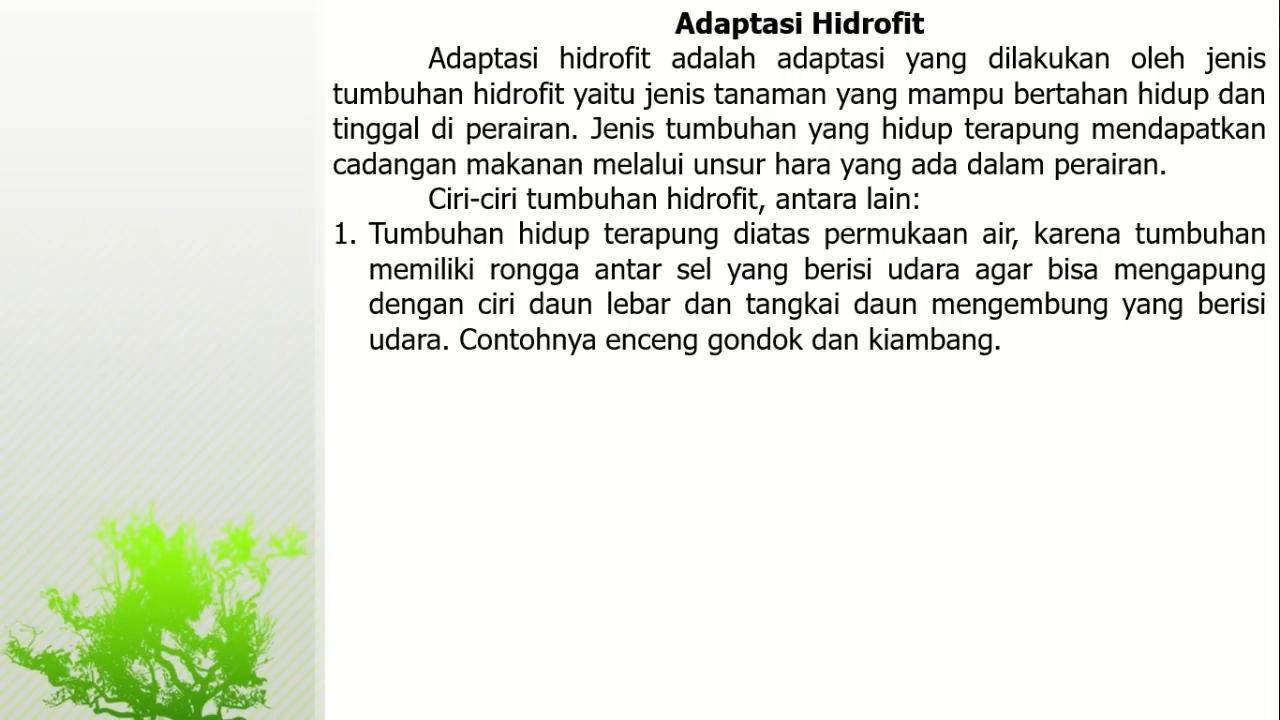 Adaptasi Hidrofit
Adaptasi hidrofit adalah adaptasi yang dilakukan oleh jenis
tumbuhan hidrofit yaitu jenis tanaman yang mampu bertahan hidup dan
tinggal di perairan. Jenis tumbuhan yang hidup terapung mendapatkan
cadangan makanan melalui unsur hara yang ada dalam perairan.
Ciri-ciri tumbuhan hidrofit, antara lain:
1. Tumbuhan hidup terapung diatas permukaan air, karena tumbuhan
memiliki rongga antar sel yang berisi udara agar bisa mengapung
dengan ciri daun lebar dan tangkai daun mengembung yang berisi
udara. Contohnya enceng gondok dan kiambang.